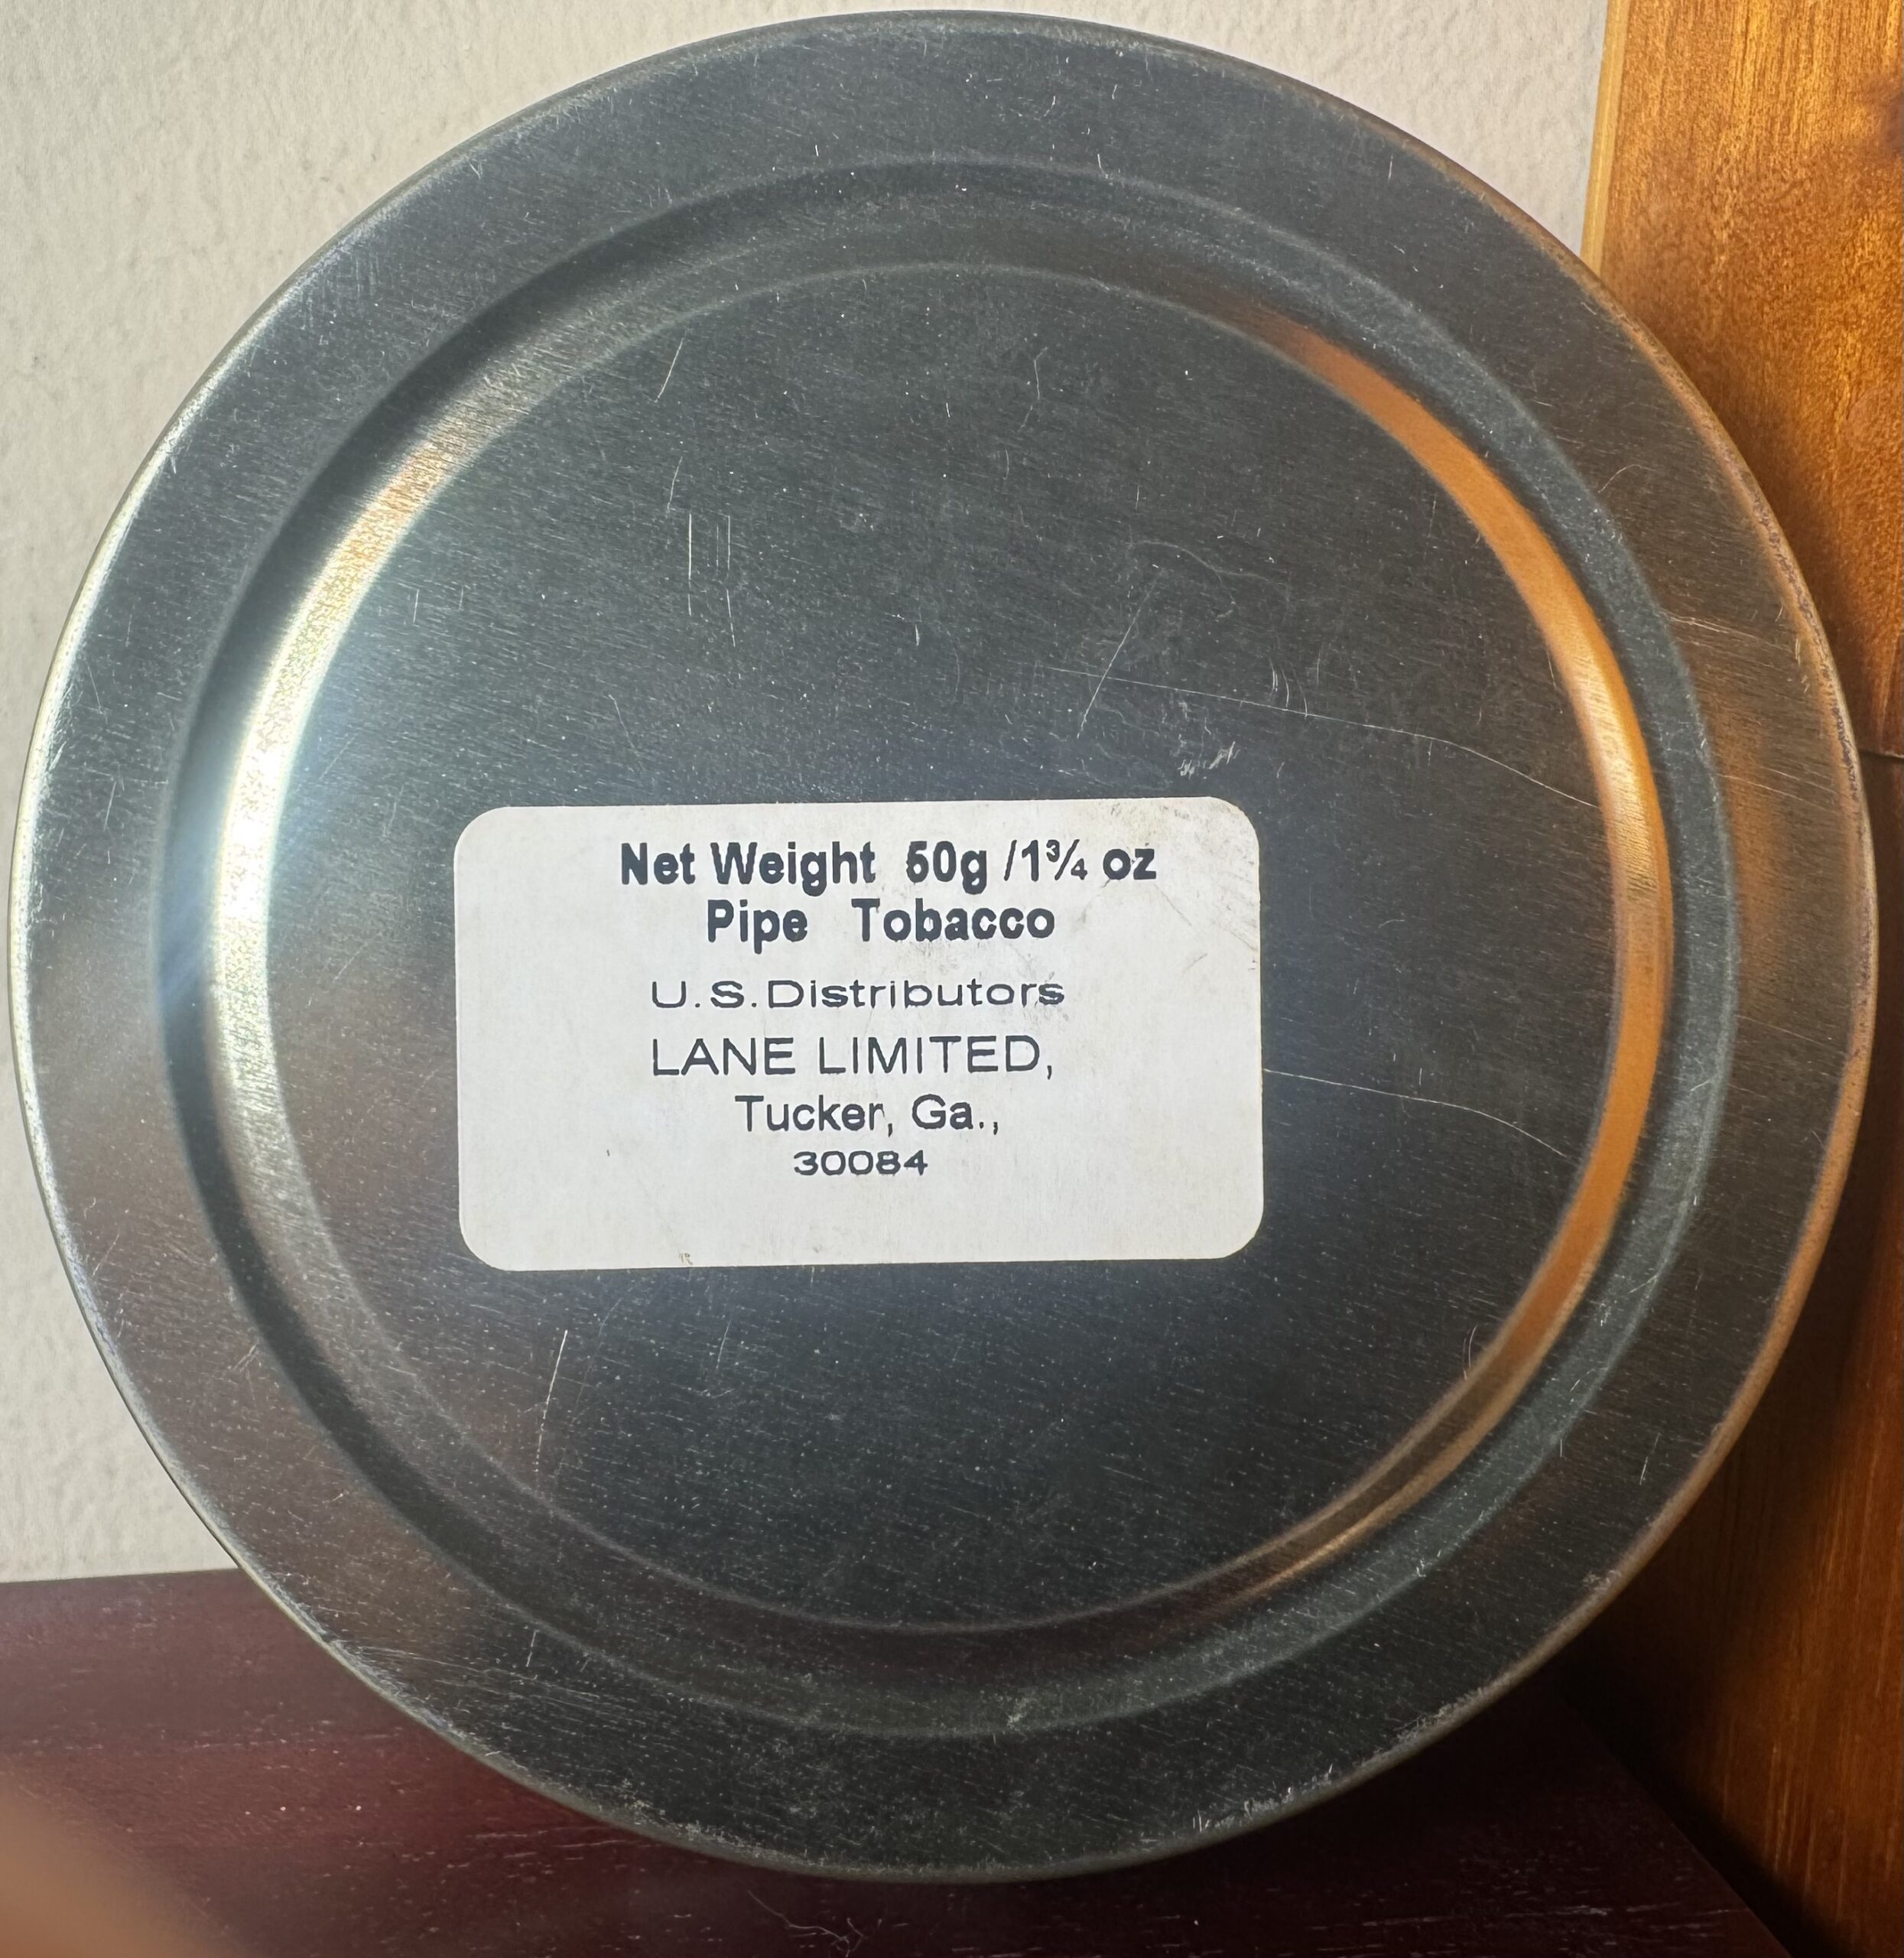 Net Weight 50g /1¾ oz
Pipe Tobacco
U.S.Distributors
LANE LIMITED,
Tucker, Ga.,
30084